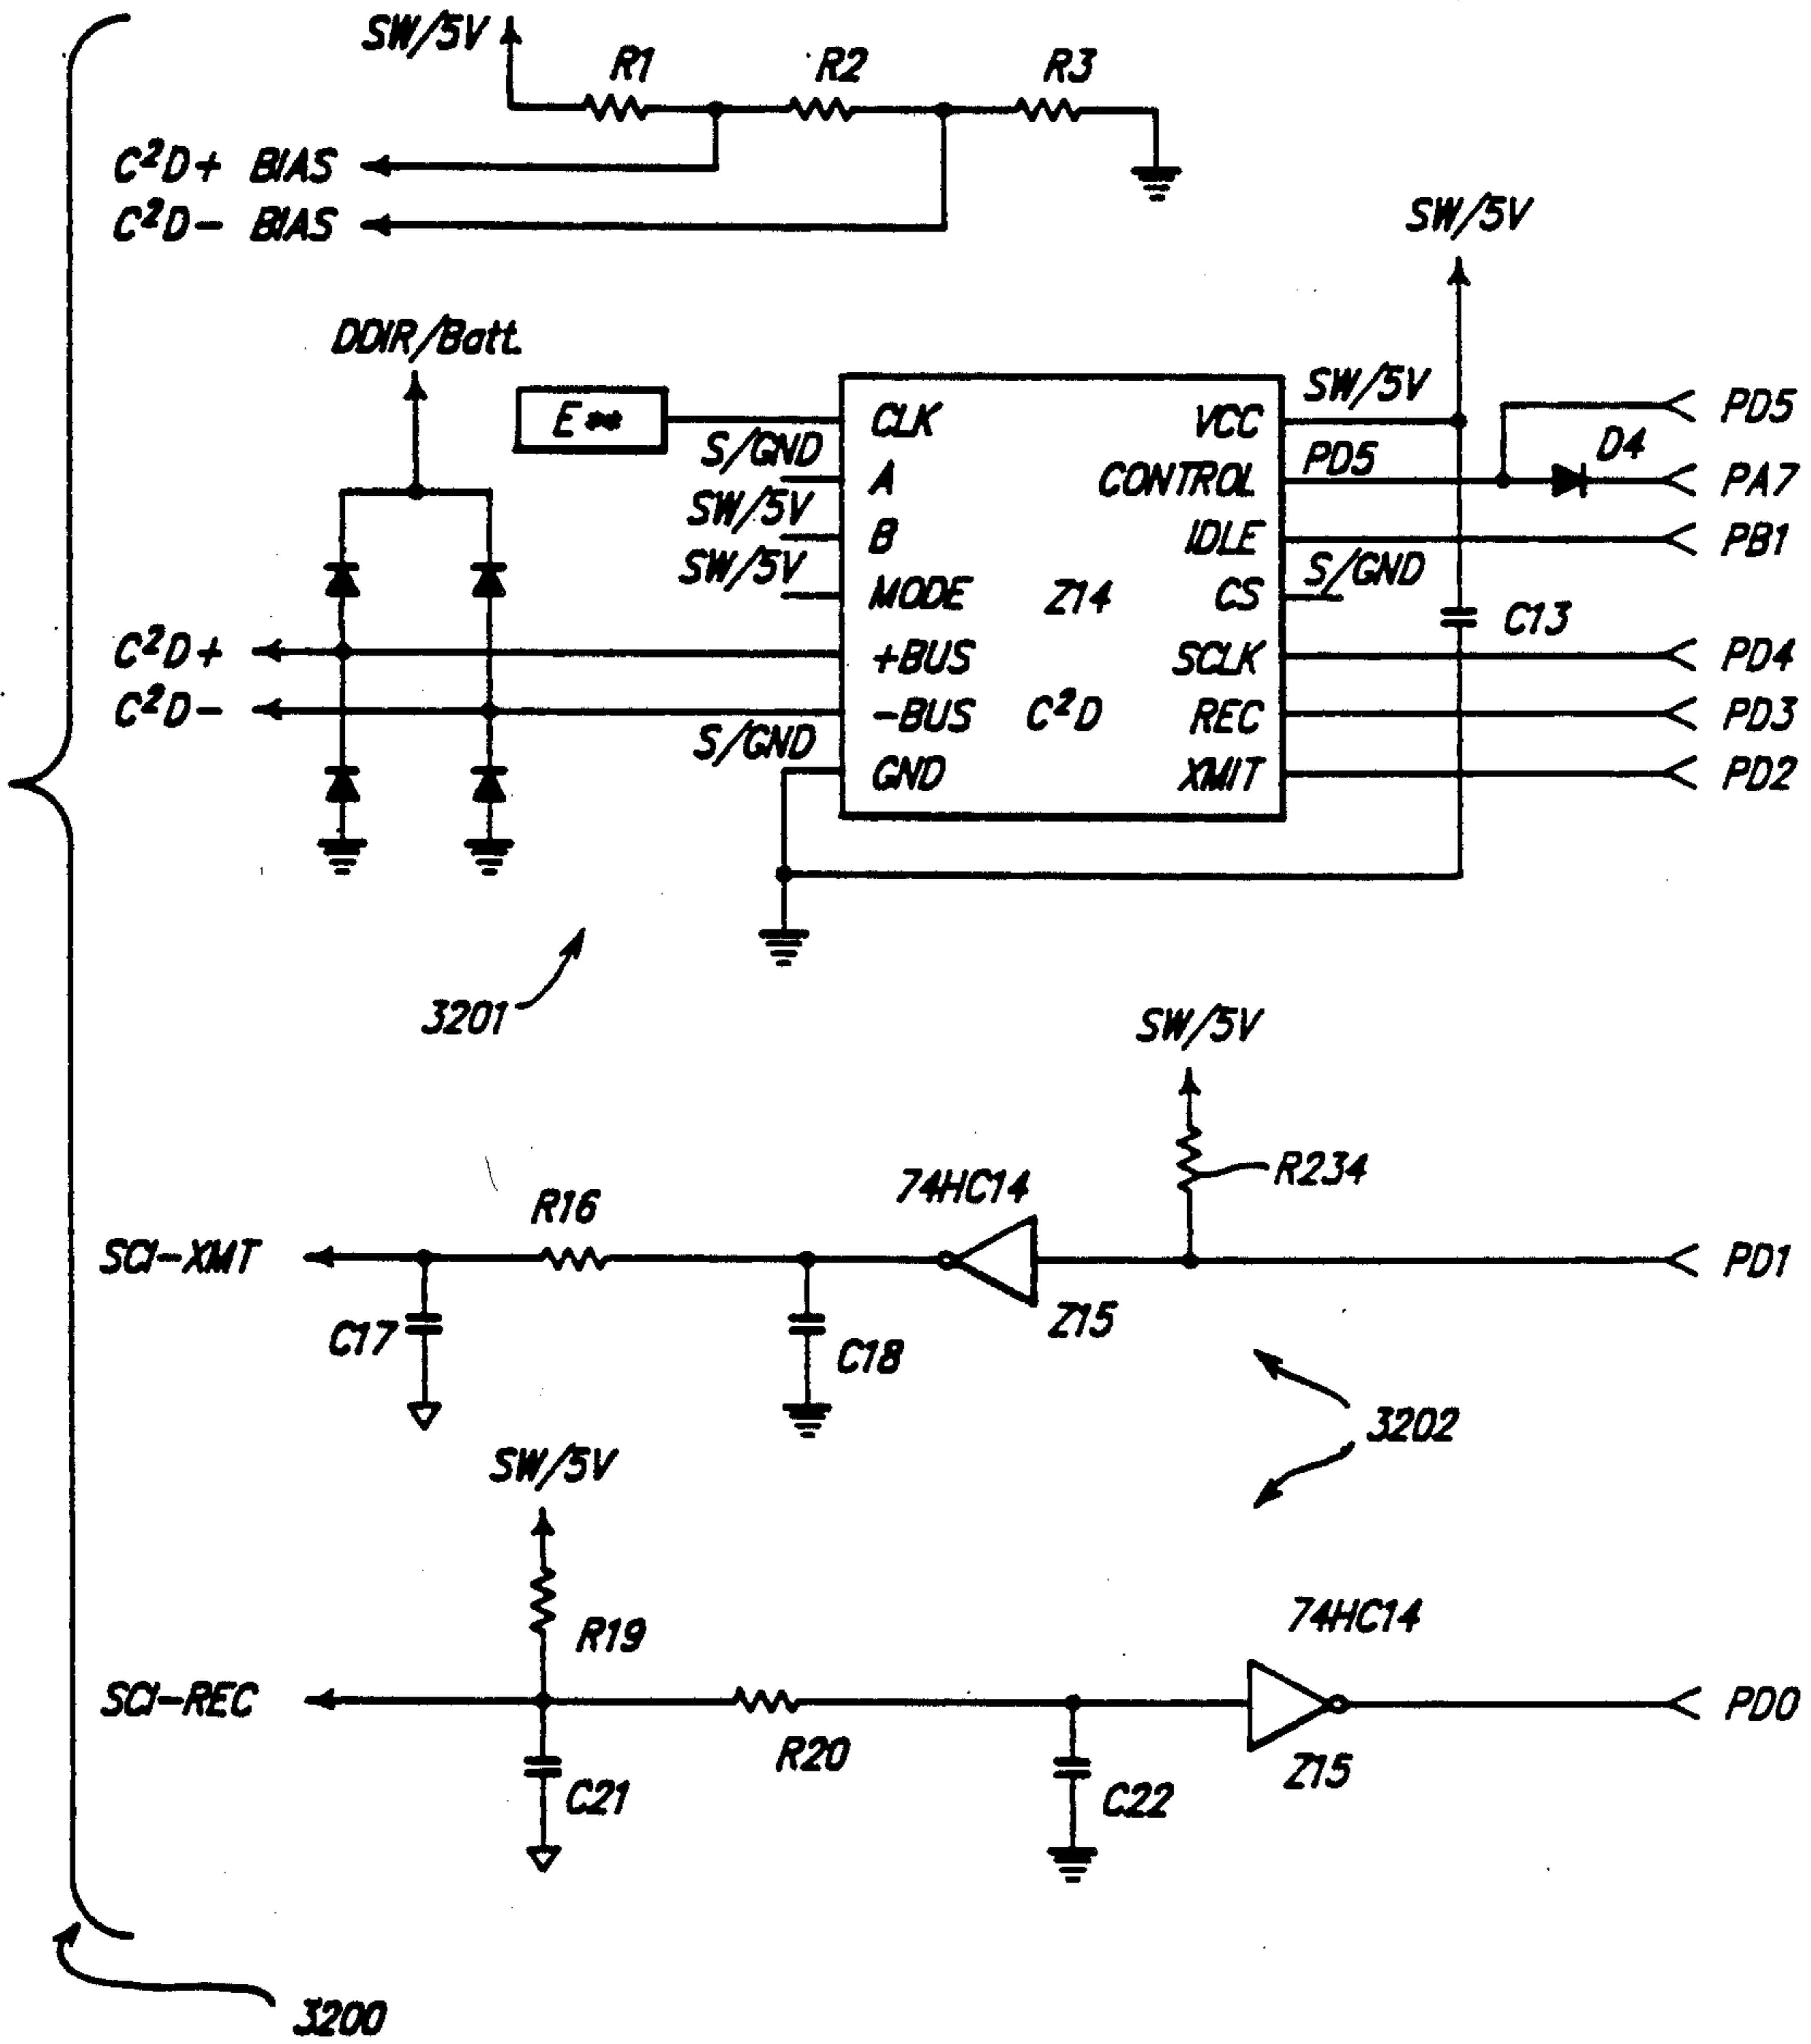 SW/5V
R1 R2 R3
C²D+ BIAS
C²D- BIAS
SW/5V
DDIR/Batt.
E**
CLK
VCC
SW/5V
PD5
S/GND
A
CONTROL
PD5
D4
PA7
SW/5V
B
IDLE
PB1
SW/5V
MODE
Z14
CS
S/GND
C13
C²D+
+BUS
SCLK
PD4
C²D-
-BUS
C²D
REC
PD3
S/GND
GND
XMIT
PD2
3201
SW/5V
R234
74HC14
R16
SCI-XMT
PD1
Z15
C17
C18
3202
SW/5V
74HC14
R19
SCI-REC
PD0
R20
Z15
C21
C22
3200